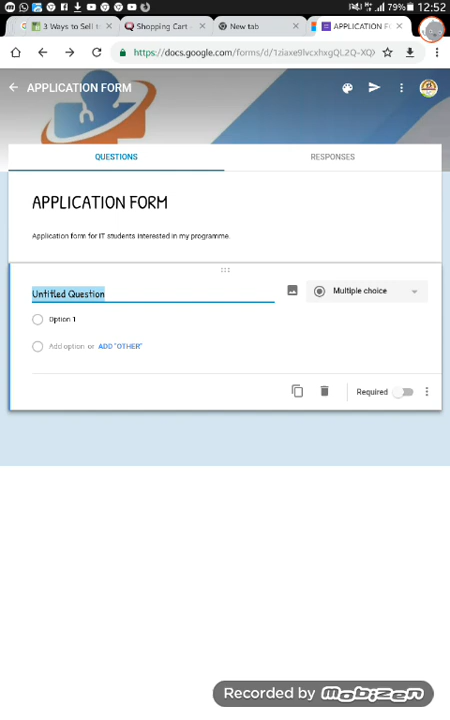 79% 12:52
3 Ways to Sell t
Shopping Cart
New tab
APPLICATION FORM
https://docs.google.com/forms/d/1ziaxe9lvcxhxgQL2Q-XQX
APPLICATION FORM
QUESTIONS RESPONSES
APPLICATION FORM
Application form for IT students interested in my programme.
Untitled Question
Multiple choice
Option 1
Add option or ADD "OTHER"
Required
Recorded by Mobizen